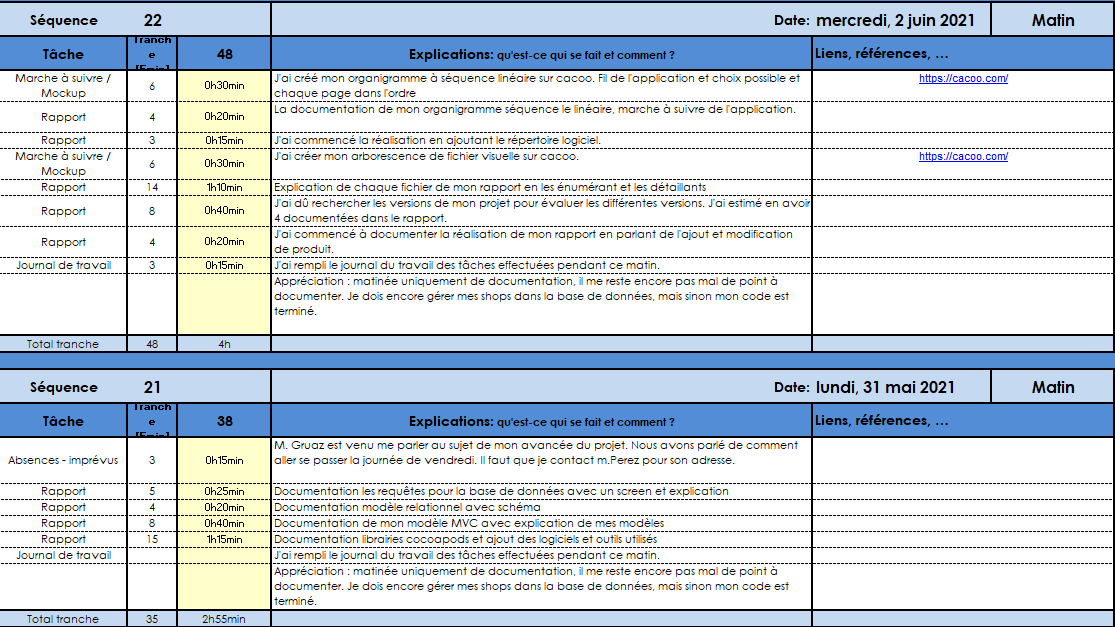 Séquence 22 Date: mercredi, 2 juin 2021 Matin
Tâche Tranch e [5min] 48 Explications: qu'est-ce qui se fait et comment ? Liens, références, …
Marche à suivre / Mockup 6 0h30min J'ai créé mon organigramme à séquence linéaire sur cacoo. Fil de l'application et choix possible et https://cacoo.com/
chaque page dans l'ordre
Rapport 4 0h20min La documentation de mon organigramme séquence le linéaire, marche à suivre de l'application.
Rapport 3 0h15min J'ai commencé la réalisation en ajoutant le répertoire logiciel.
Marche à suivre / Mockup 6 0h30min J'ai créer mon arborescence de fichier visuelle sur cacoo. https://cacoo.com/
Rapport 14 1h10min Explication de chaque fichier de mon rapport en les énumérant et les détaillants
Rapport 8 0h40min J'ai dû rechercher les versions de mon projet pour évaluer les différentes versions. J'ai estimé en avoir
4 documentées dans le rapport.
Rapport 4 0h20min J'ai commencé à documenter la réalisation de mon rapport en parlant de l'ajout et modification
de produit.
Journal de travail 3 0h15min J'ai rempli le journal du travail des tâches effectuées pendant ce matin.
Appréciation : matinée uniquement de documentation, il me reste encore pas mal de point à
documenter. Je dois encore gérer mes shops dans la base de données, mais sinon mon code est
terminé.
Total tranche 48 4h
Séquence 21 Date: lundi, 31 mai 2021 Matin
Tâche Tranch e [5min] 38 Explications: qu'est-ce qui se fait et comment ? Liens, références, …
Absences - imprévus 3 0h15min M. Gruaz est venu me parler au sujet de mon avancée du projet. Nous avons parlé de comment
aller se passer la journée de vendredi. Il faut que je contact m.Perez pour son adresse.
Rapport 5 0h25min Documentation les requêtes pour la base de données avec un screen et explication
Rapport 4 0h20min Documentation modèle relationnel avec schéma
Rapport 8 0h40min Documentation de mon modèle MVC avec explication de mes modèles
Rapport 15 1h15min Documentation librairies cocoapods et ajout des logiciels et outils utilisés
Journal de travail J'ai rempli le journal du travail des tâches effectuées pendant ce matin.
Appréciation : matinée uniquement de documentation, il me reste encore pas mal de point à
documenter. Je dois encore gérer mes shops dans la base de données, mais sinon mon code est
terminé.
Total tranche 35 2h55min